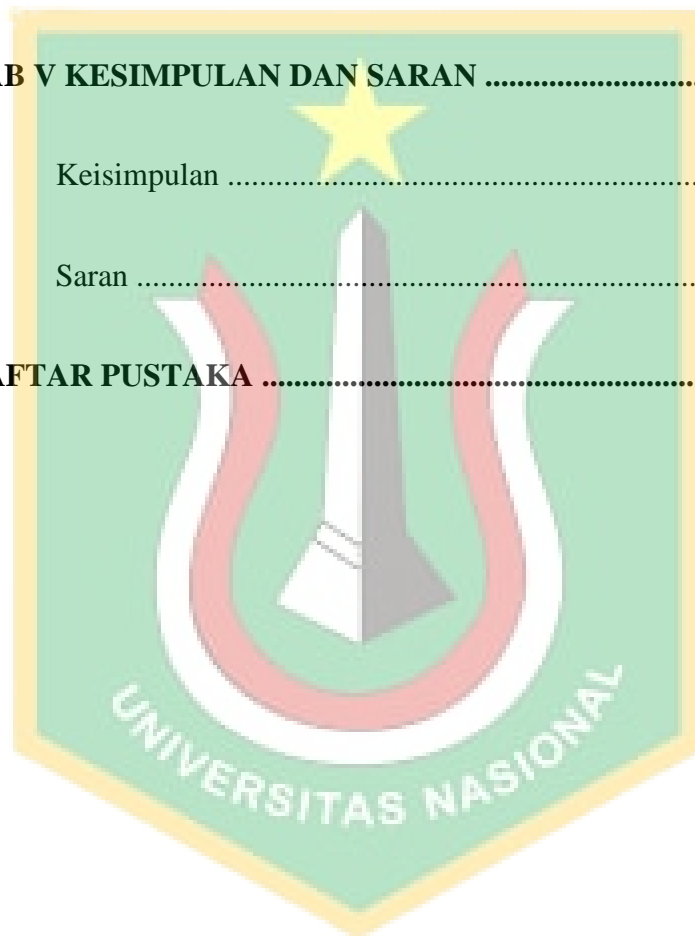 AB V KESIMPULAN DAN SARAN ............................
Keisimpulan ............................................................
Saran ........................................................................
AFTAR PUSTAKA .......................................................
UNIVERSITAS NASIONAL